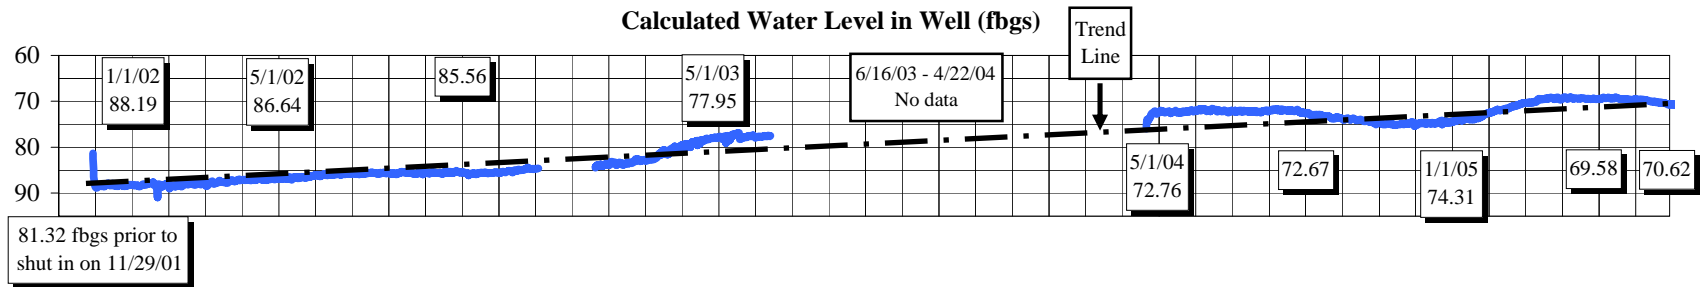 Calculated Water Level in Well (fbgs)
Trend
Line
60
70
80
90
1/1/02
88.19
5/1/02
86.64
85.56
5/1/03
77.95
6/16/03 - 4/22/04
No data
5/1/04
72.76
72.67
1/1/05
74.31
69.58
70.62
81.32 fbgs prior to
shut in on 11/29/01